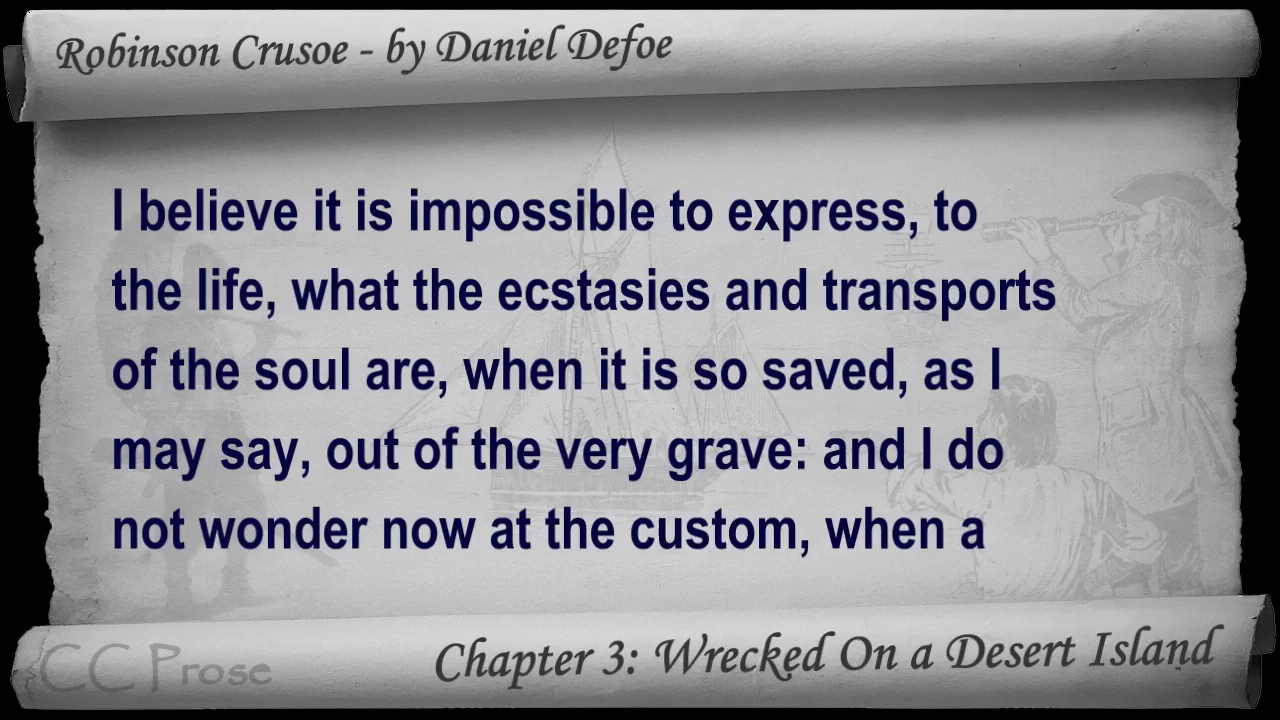 Robinson Crusoe - by Daniel Defoe
I believe it is impossible to express, to
the life, what the ecstasies and transports
of the soul are, when it is so saved, as I
may say, out of the very grave: and I do
not wonder now at the custom, when a
CC Prose
Chapter 3: Wrecked On a Desert Island